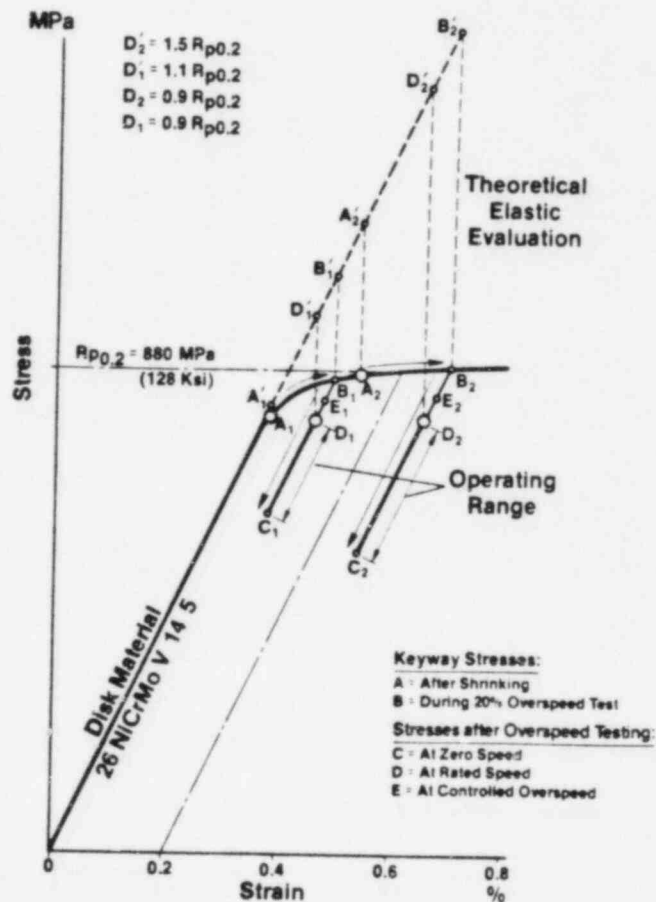 MPa
D′₂ = 1.5 Rp0.2
D′₁ = 1.1 Rp0.2
D₂ = 0.9 Rp0.2
D₁ = 0.9 Rp0.2
B′₂
D′₂
Theoretical
Elastic
Evaluation
A′₂
B′₁
D′₁
Rp0.2 = 880 MPa
(128 Ksi)
Stress
A′₁
A₁
B₁
A₂
B₂
E₁
E₂
D₁
D₂
Operating
Range
C₁
C₂
Disk Material
26 NiCrMo V 14 5
Keyway Stresses:
A = After Shrinking
B = During 20% Overspeed Test
Stresses after Overspeed Testing:
C = At Zero Speed
D = At Rated Speed
E = At Controlled Overspeed
0 0.2 0.4 0.6 0.8
Strain %